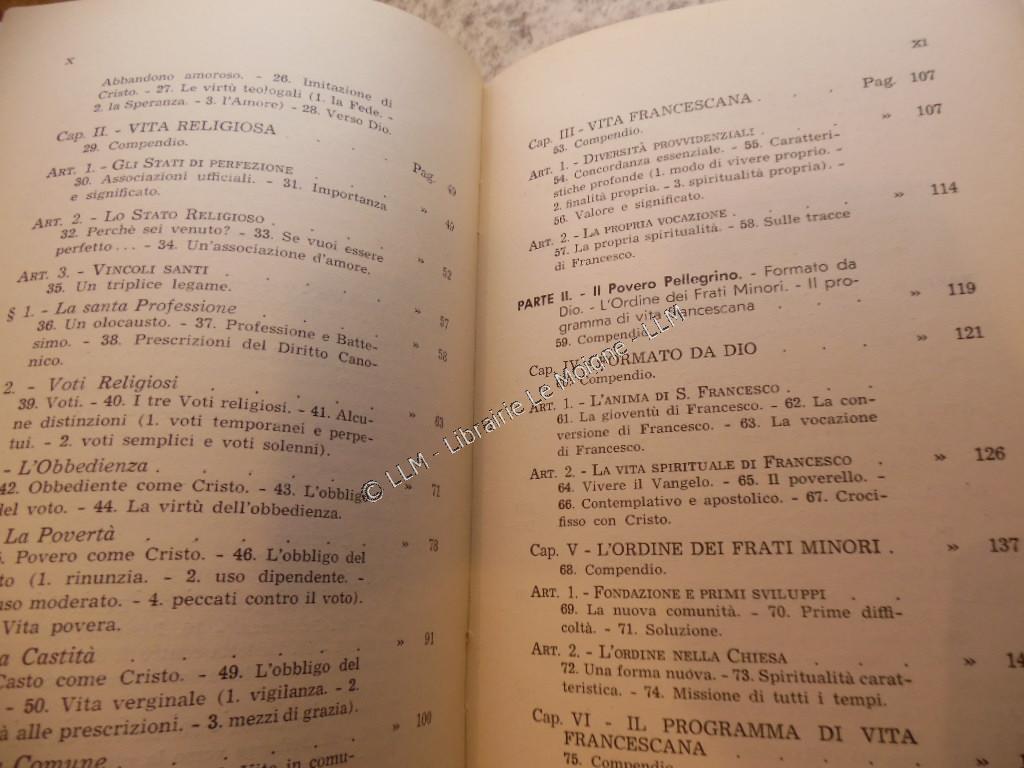 X
Abbandono amoroso. - 26. Imitazione di
Cristo. - 27. Le virtù teologali (1. la Fede. -
2. la Speranza. - 3. l'Amore) - 28. Verso Dio.
Cap. II. - VITA RELIGIOSA . . . Pag. 49
29. Compendio.
Art. 1. - Gli Stati di perfezione . . . » 49
30. Associazioni ufficiali. - 31. Importanza
e significato.
Art. 2. - Lo Stato Religioso . . . » 52
32. Perchè sei venuto? - 33. Se vuoi essere
perfetto... - 34. Un'associazione d'amore.
Art. 3. - Vincoli santi . . . » 57
35. Un triplice legame.
§ 1. - La santa Professione . . . » 58
36. Un olocausto. - 37. Professione e Batte-
simo. - 38. Prescrizioni del Diritto Cano-
nico.
2. - Voti Religiosi . . . » 63
39. Voti. - 40. I tre Voti religiosi. - 41. Alcu-
ne distinzioni (1. voti temporanei e perpe-
tui. - 2. voti semplici e voti solenni).
- L'Obbedienza . . . » 71
42. Obbediente come Cristo. - 43. L'obbligo
del voto. - 44. La virtù dell'obbedienza.
La Povertà . . . » 78
Povero come Cristo. - 46. L'obbligo del
(1. rinunzia. - 2. uso dipendente. -
moderato. - 4. peccati contro il voto).
Vita povera.
Castità . . . » 91
Casto come Cristo. - 49. L'obbligo del
- 50. Vita verginale (1. vigilanza. - 2.
alle prescrizioni. - 3. mezzi di grazia).
Comune . . . » 100
Vita in comu-
XI
Cap. III - VITA FRANCESCANA . . . Pag. 107
53. Compendio.
Art. 1. - Diversità provvidenziali . . . » 107
54. Concordanza essenziale. - 55. Caratteri-
stiche profonde (1. modo di vivere proprio. -
2. finalità propria. - 3. spiritualità propria). -
56. Valore e significato.
Art. 2. - La propria vocazione . . . » 114
57. La propria spiritualità. - 58. Sulle tracce
di Francesco.
PARTE II. - Il Povero Pellegrino. - Formato da
Dio. - L'Ordine dei Frati Minori. - Il pro-
gramma di vita francescana . . » 119
59. Compendio.
Cap. IV - FORMATO DA DIO . . . » 121
60. Compendio.
Art. 1. - L'anima di S. Francesco . . .
61. La gioventù di Francesco. - 62. La con-
versione di Francesco. - 63. La vocazione
di Francesco.
Art. 2. - La vita spirituale di Francesco . » 126
64. Vivere il Vangelo. - 65. Il poverello. -
66. Contemplativo e apostolico. - 67. Croci-
fisso con Cristo.
Cap. V - L'ORDINE DEI FRATI MINORI . » 137
68. Compendio.
Art. 1. - Fondazione e primi sviluppi . .
69. La nuova comunità. - 70. Prime diffi-
coltà. - 71. Soluzione.
Art. 2. - L'ordine nella Chiesa . . . »
72. Una forma nuova. - 73. Spiritualità carat-
teristica. - 74. Missione di tutti i tempi.
Cap. VI - IL PROGRAMMA DI VITA
FRANCESCANA . . . »
75. Compendio
© LLM - Librairie Le Moigne - LLM